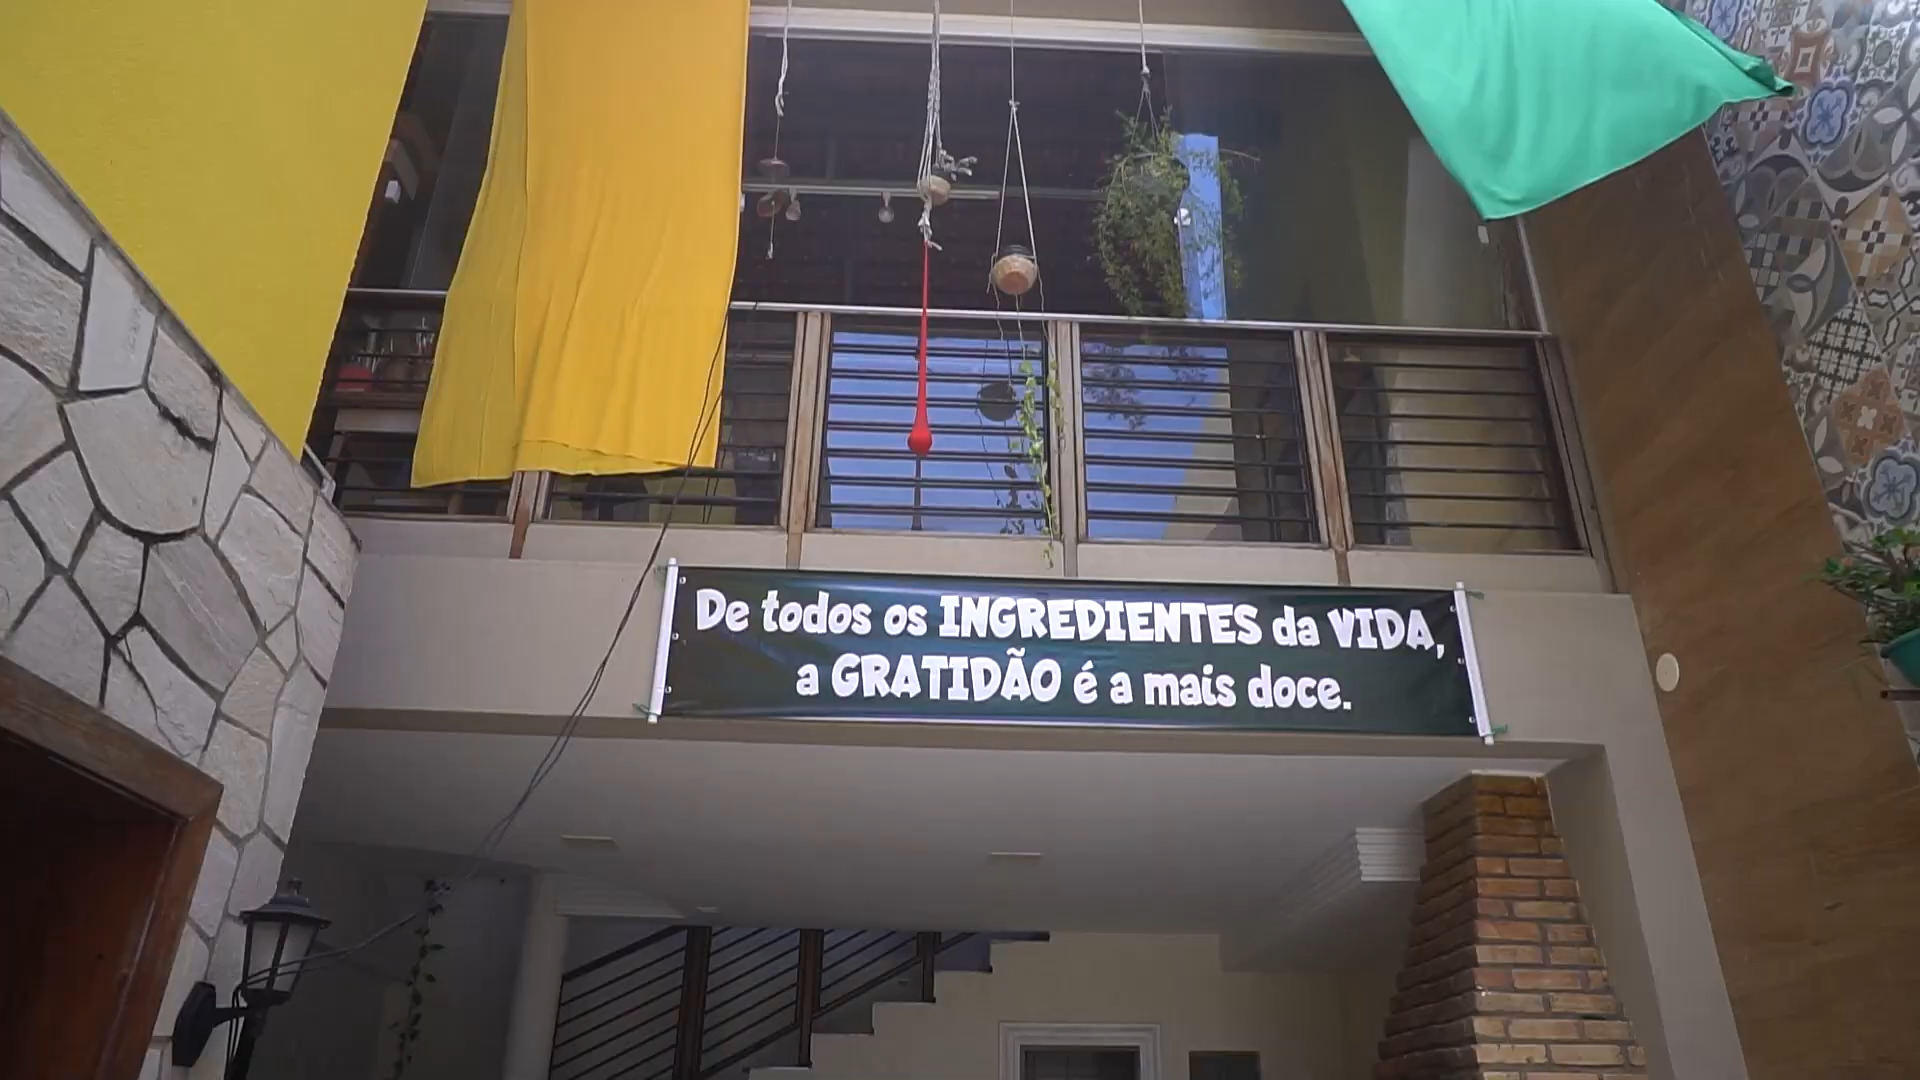 De todos os INGREDIENTES da VIDA,
a GRATIDÃO é a mais doce.